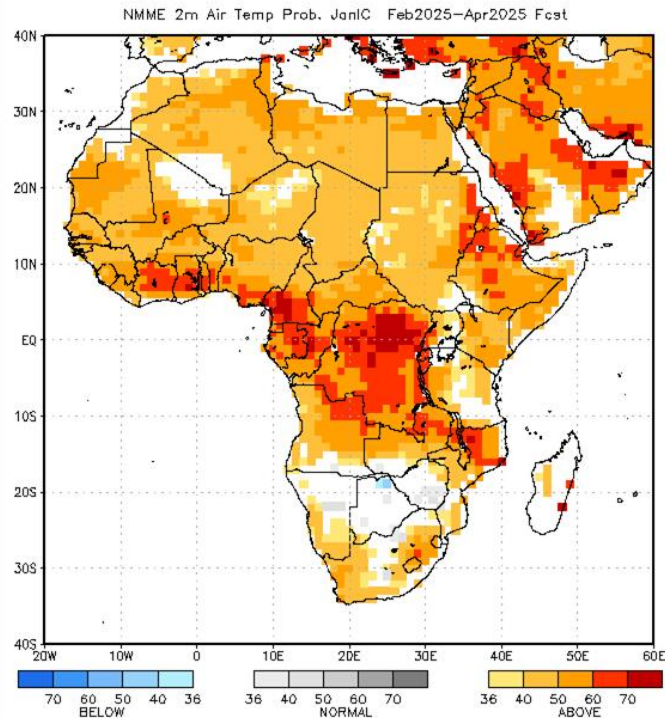 NMME 2m Air Temp Prob. JanIC Feb2025-Apr2025 Fcst
40N
30N
20N
10N
EQ
10S
20S
30S
40S
20W 10W 0 10E 20E 30E 40E 50E 60E
70 60 50 40 36
BELOW
36 40 50 60 70
NORMAL
36 40 50 60 70
ABOVE